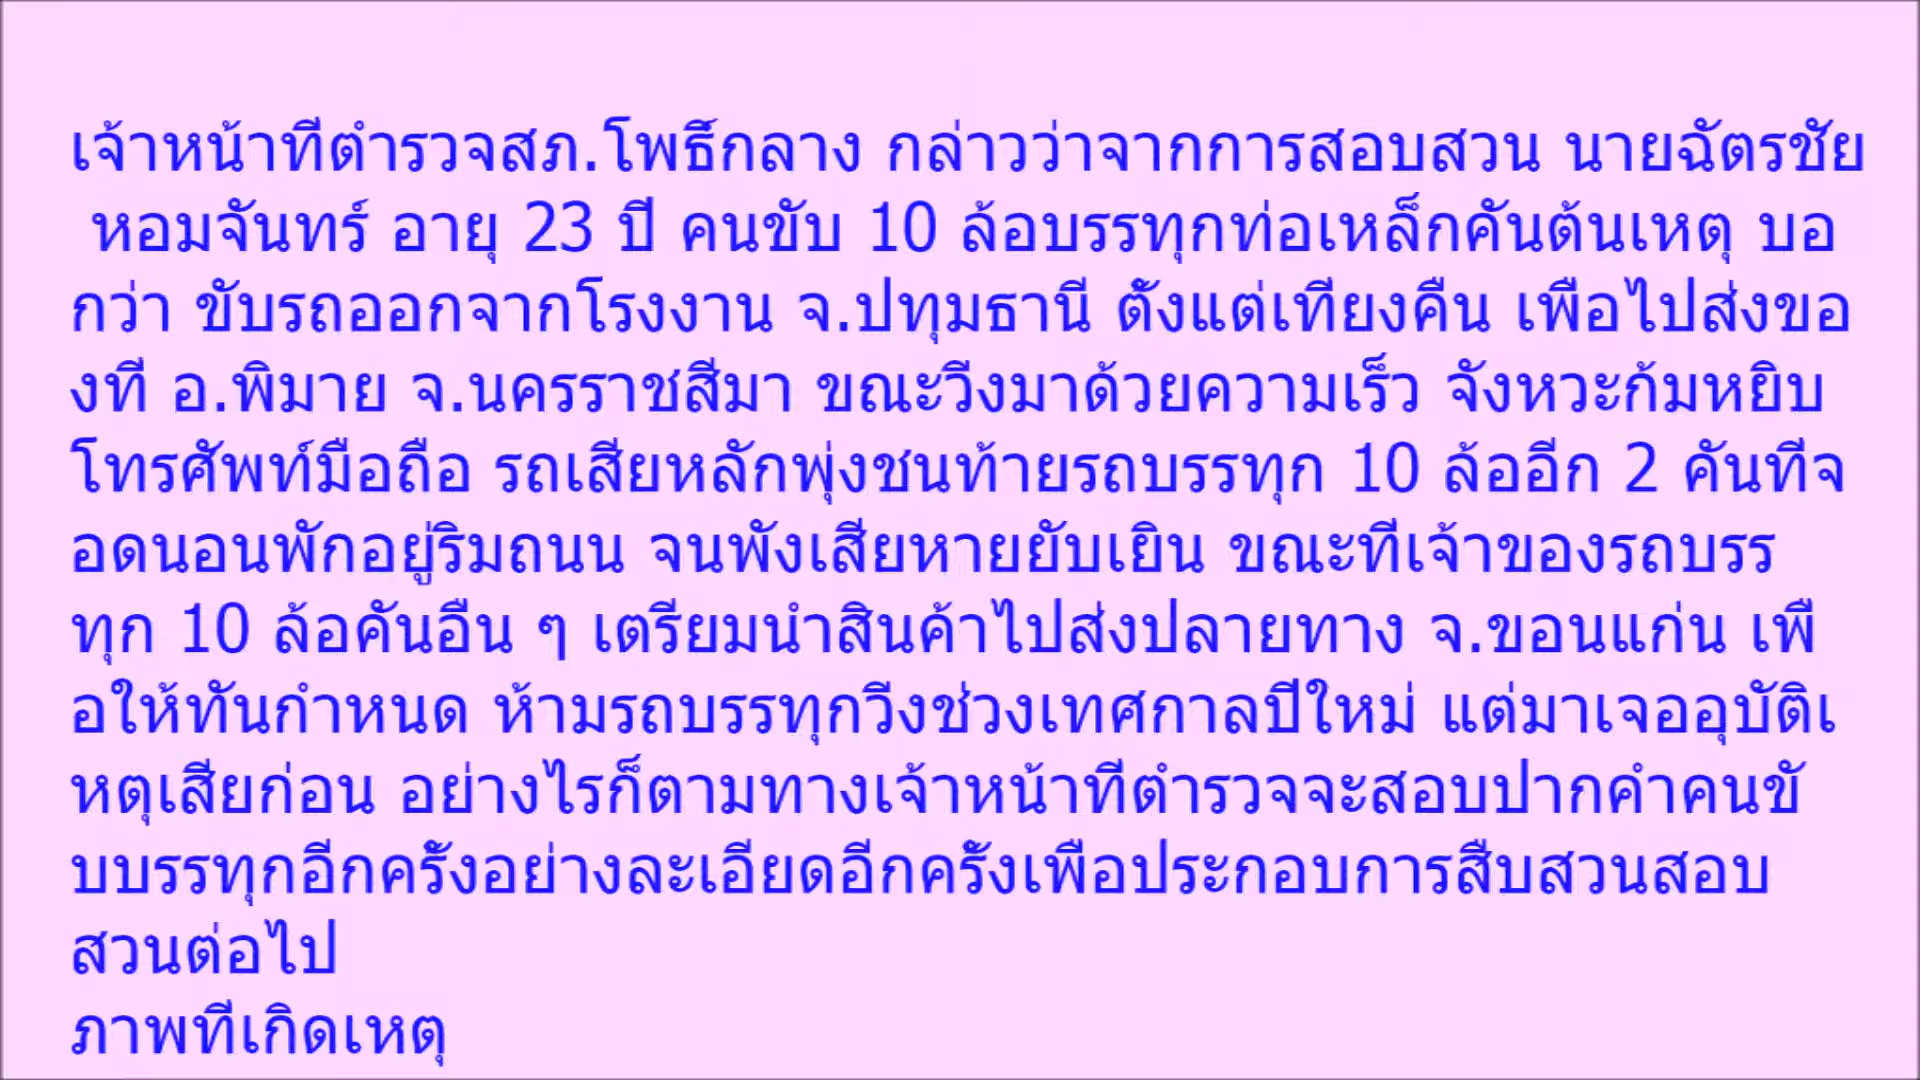 เจ้าหน้าที่ตำรวจสภ.โพธิ์กลาง กล่าวว่าจากการสอบสวน นายฉัตรชัย
หอมจันทร์ อายุ 23 ปี คนขับ 10 ล้อบรรทุกท่อเหล็กคันต้นเหตุ บอ
กว่า ขับรถออกจากโรงงาน จ.ปทุมธานี ตั้งแต่เที่ยงคืน เพื่อไปส่งขอ
งที่ อ.พิมาย จ.นครราชสีมา ขณะวิ่งมาด้วยความเร็ว จังหวะก้มหยิบ
โทรศัพท์มือถือ รถเสียหลักพุ่งชนท้ายรถบรรทุก 10 ล้ออีก 2 คันที่จ
อดนอนพักอยู่ริมถนน จนพังเสียหายยับเยิน ขณะที่เจ้าของรถบรร
ทุก 10 ล้อคันอื่น ๆ เตรียมนำสินค้าไปส่งปลายทาง จ.ขอนแก่น เพื่
อให้ทันกำหนด ห้ามรถบรรทุกวิ่งช่วงเทศกาลปีใหม่ แต่มาเจออุบัติเ
หตุเสียก่อน อย่างไรก็ตามทางเจ้าหน้าที่ตำรวจจะสอบปากคำคนขั
บบรรทุกอีกครั้งอย่างละเอียดอีกครั้งเพื่อประกอบการสืบสวนสอบ
สวนต่อไป
ภาพที่เกิดเหตุ